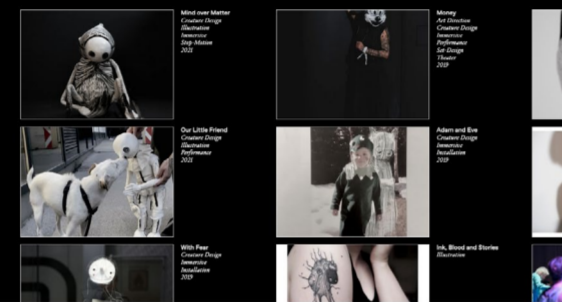 Mind over Matter
Creature Design
Illustration
Immersive
Stop-Motion
2021
Money
Art Direction
Creature Design
Immersive
Performance
Set-Design
Theater
2019
Our Little Friend
Creature Design
Illustration
Performance
2021
Adam and Eve
Creature Design
Immersive
Installation
2019
With Fear
Creature Design
Immersive
Installation
2019
Ink, Blood and Stories
Illustration